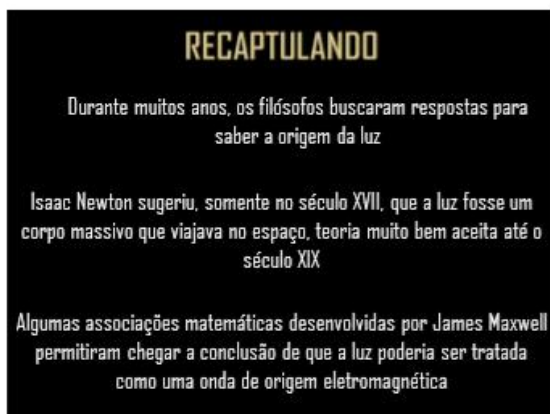 RECAPTULANDO
Durante muitos anos, os filósofos buscaram respostas para
saber a origem da luz
Isaac Newton sugeriu, somente no século XVII, que a luz fosse um
corpo massivo que viajava no espaço, teoria muito bem aceita até o
século XIX
Algumas associações matemáticas desenvolvidas por James Maxwell
permitiram chegar a conclusão de que a luz poderia ser tratada
como uma onda de origem eletromagnética